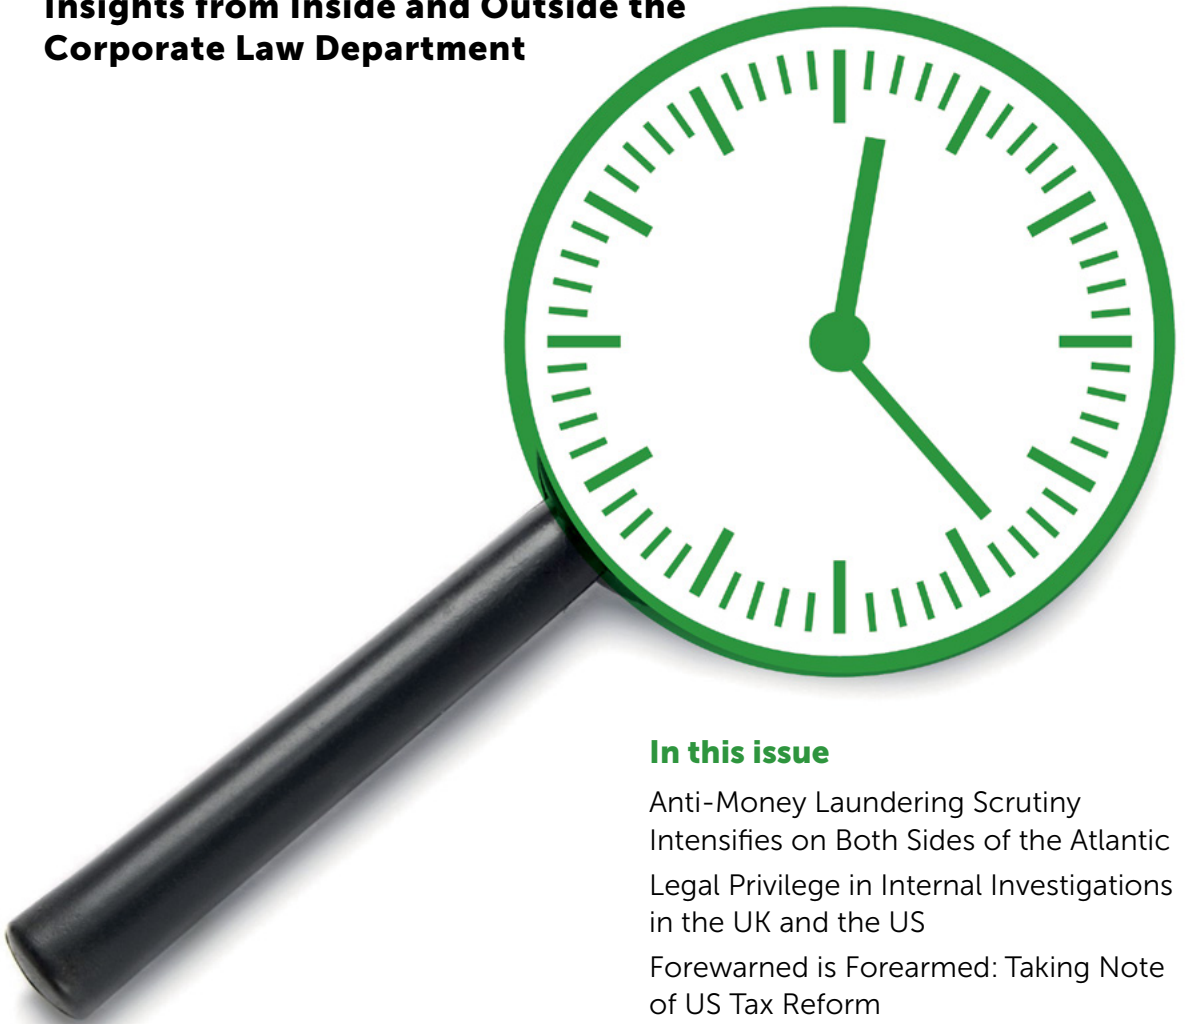 Insights from Inside and Outside the
Corporate Law Department
In this issue
Anti-Money Laundering Scrutiny
Intensifies on Both Sides of the Atlantic
Legal Privilege in Internal Investigations
in the UK and the US
Forewarned is Forearmed: Taking Note
of US Tax Reform